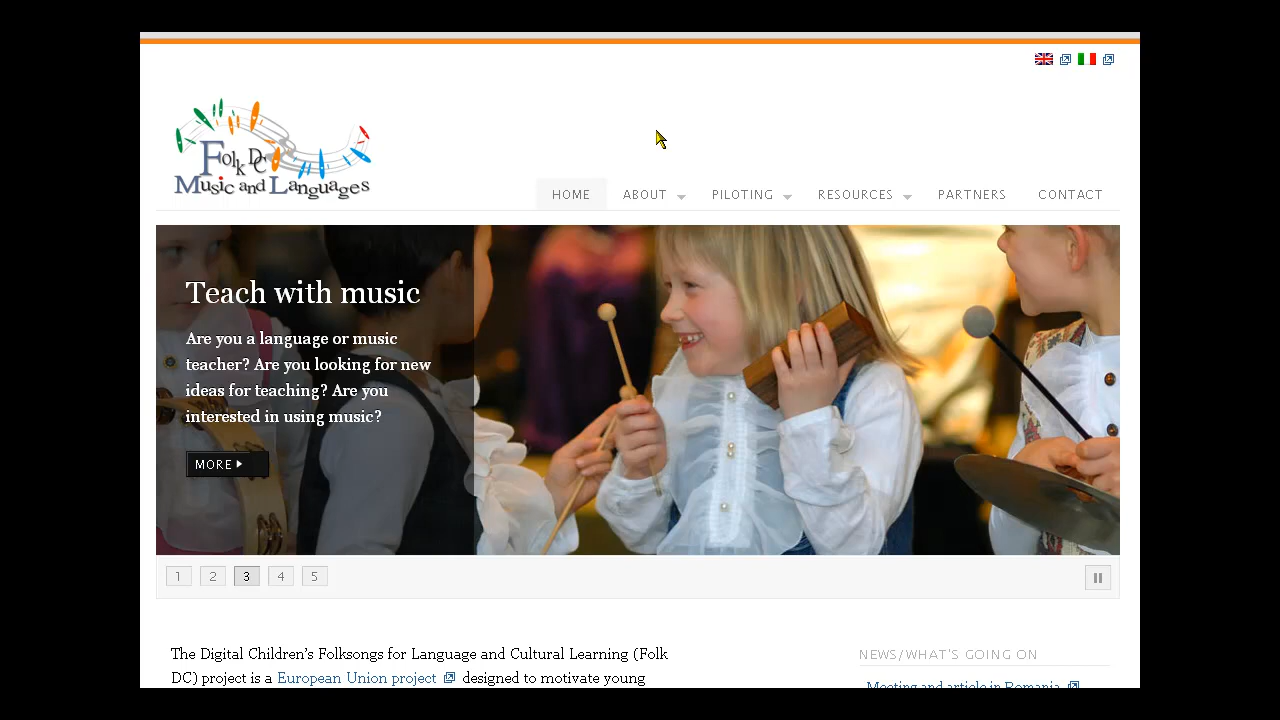 Folk DC
Music and Languages
HOME ABOUT PILOTING RESOURCES PARTNERS CONTACT
Teach with music
Are you a language or music
teacher? Are you looking for new
ideas for teaching? Are you
interested in using music?
MORE
1 2 3 4 5
The Digital Children's Folksongs for Language and Cultural Learning (Folk
DC) project is a European Union project designed to motivate young
NEWS/WHAT'S GOING ON
Meeting and article in Romania